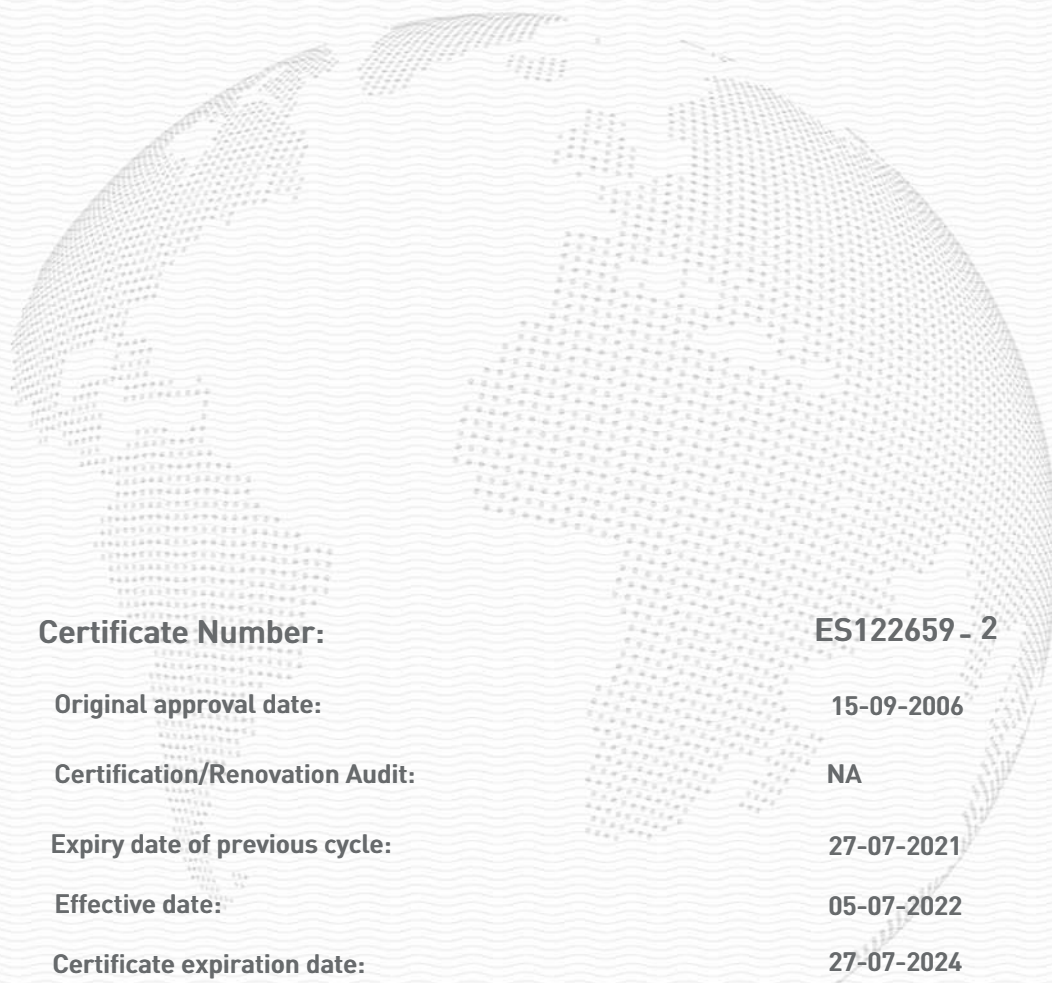 Certificate Number: ES122659 - 2
Original approval date: 15-09-2006
Certification/Renovation Audit: NA
Expiry date of previous cycle: 27-07-2021
Effective date: 05-07-2022
Certificate expiration date: 27-07-2024